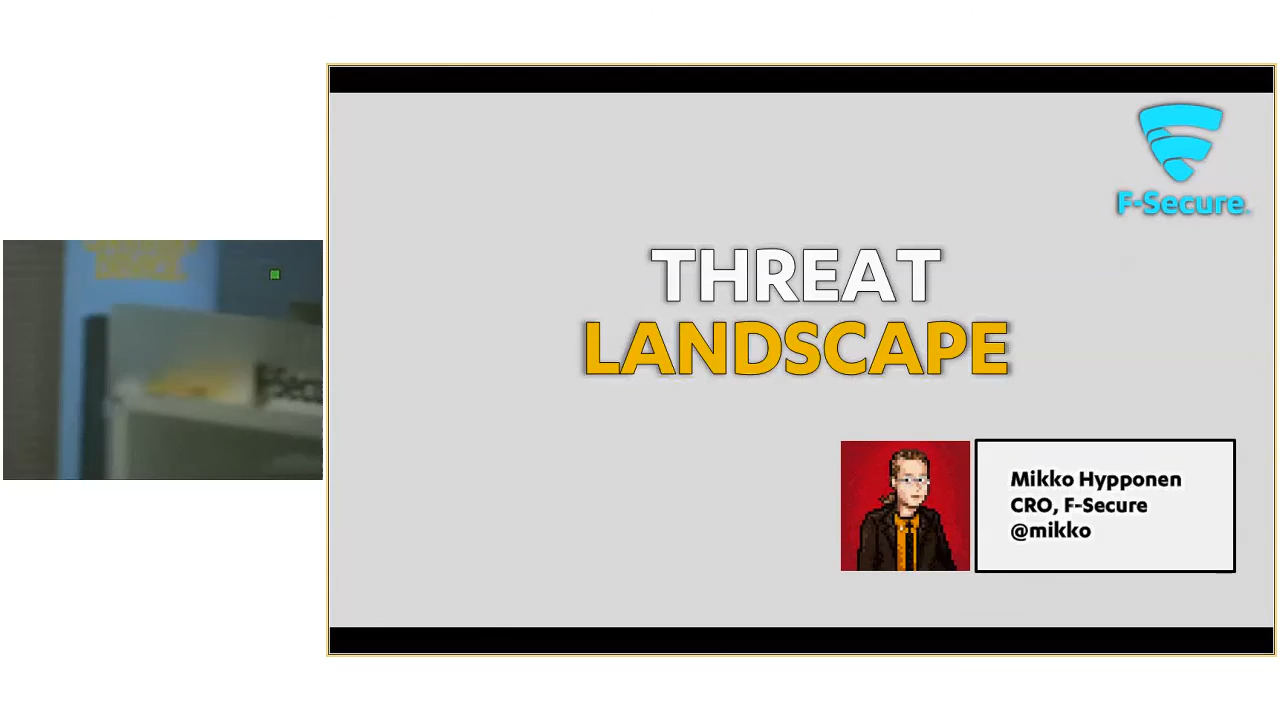 F-Secure
THREAT
LANDSCAPE
Mikko Hypponen
CRO, F-Secure
@mikko